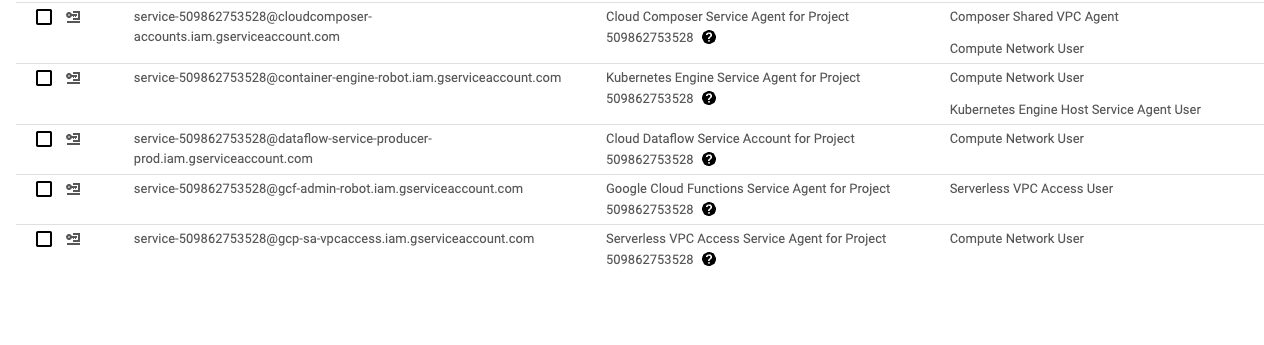 service-509862753528@cloudcomposer-
accounts.iam.gserviceaccount.com
Cloud Composer Service Agent for Project
509862753528
Composer Shared VPC Agent
Compute Network User
service-509862753528@container-engine-robot.iam.gserviceaccount.com
Kubernetes Engine Service Agent for Project
509862753528
Compute Network User
Kubernetes Engine Host Service Agent User
service-509862753528@dataflow-service-producer-
prod.iam.gserviceaccount.com
Cloud Dataflow Service Account for Project
509862753528
Compute Network User
service-509862753528@gcf-admin-robot.iam.gserviceaccount.com
Google Cloud Functions Service Agent for Project
509862753528
Serverless VPC Access User
service-509862753528@gcp-sa-vpcaccess.iam.gserviceaccount.com
Serverless VPC Access Service Agent for Project
509862753528
Compute Network User